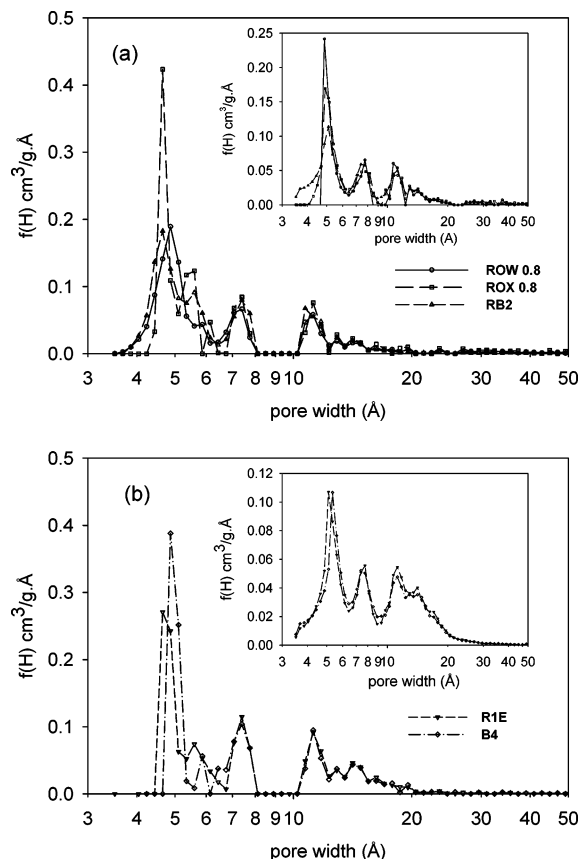 (a)
f(H) cm³/g.Å
0.5
0.4
0.3
0.2
0.1
0.0
3 4 5 6 7 8 9 10 20 30 40 50
pore width (Å)
f(H) cm³/g.Å
0.25
0.20
0.15
0.10
0.05
0.00
3 4 5 6 7 8 9 10 20 30 40 50
pore width (A)
ROW 0.8
ROX 0.8
RB2
(b)
f(H) cm³/g.Å
0.5
0.4
0.3
0.2
0.1
0.0
3 4 5 6 7 8 9 10 20 30 40 50
pore width (Å)
f(H) cm³/g.Å
0.12
0.10
0.08
0.06
0.04
0.02
0.00
3 4 5 6 7 8 9 10 20 30 40 50
pore width (Å)
R1E
B4